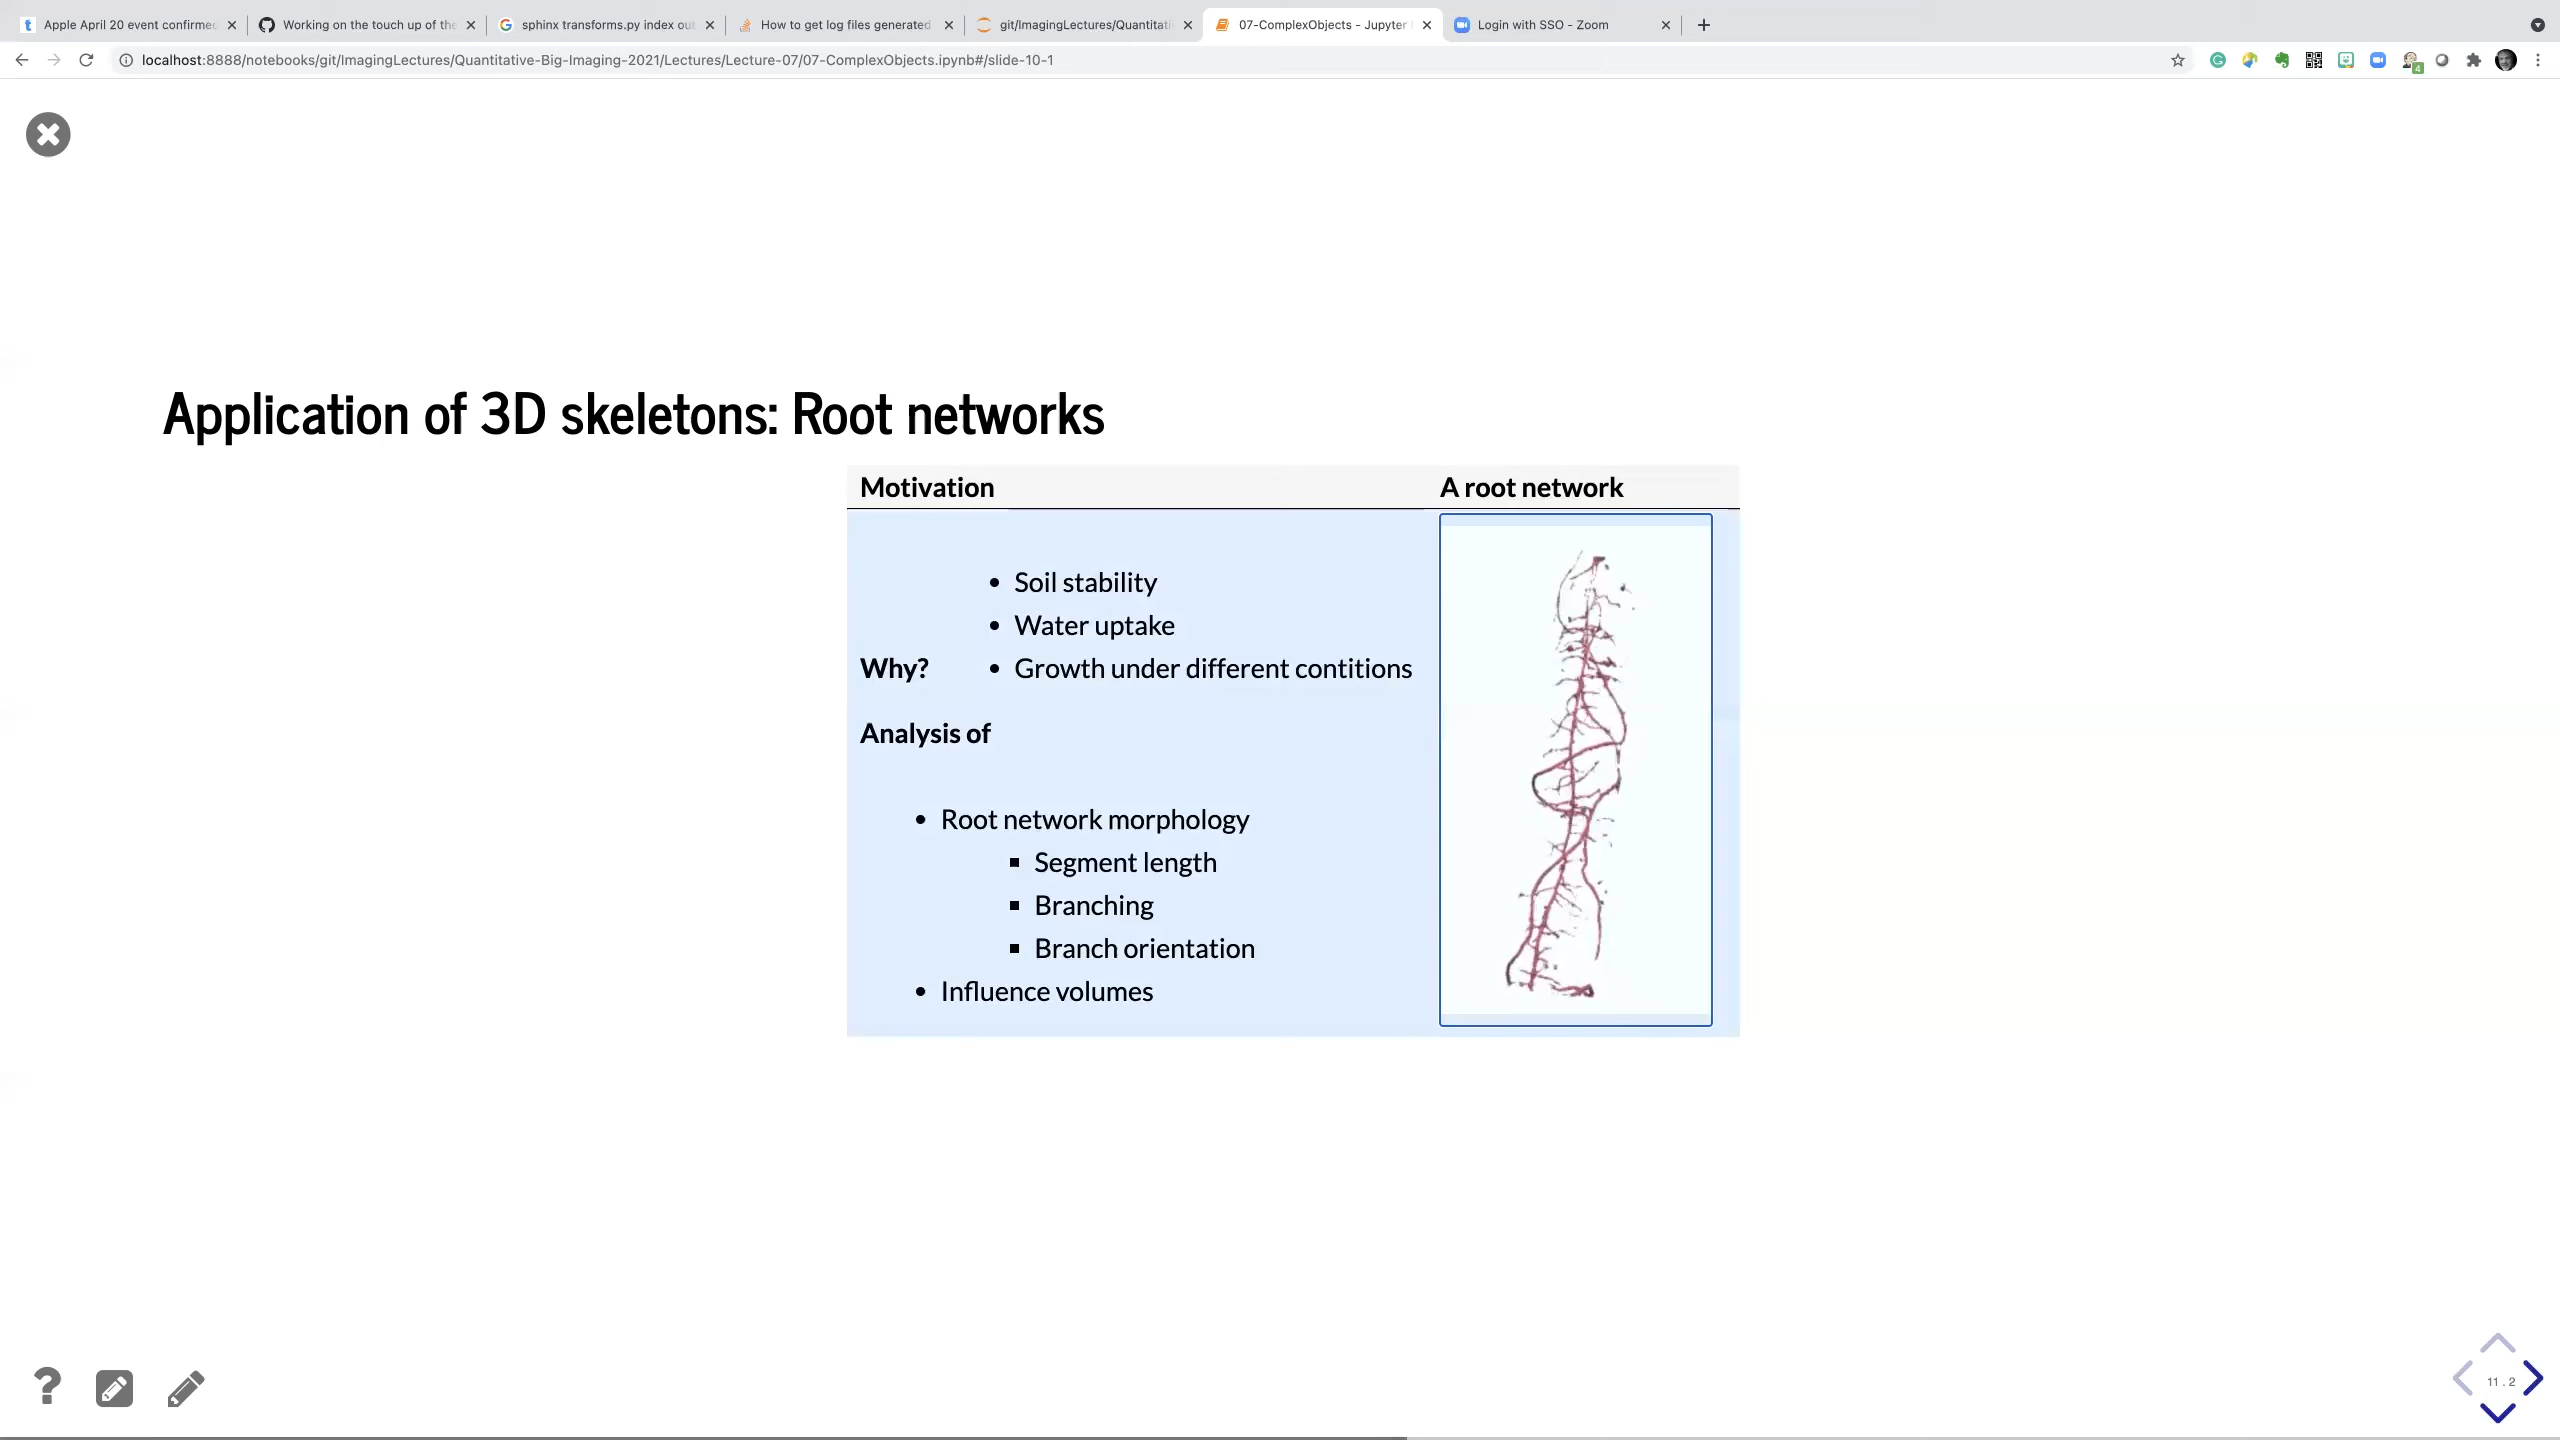 Apple April 20 event confirmed
Working on the touch up of the
sphinx transforms.py index out
How to get log files generated
git/ImagingLectures/Quantitati
07-ComplexObjects - Jupyter
Login with SSO - Zoom
localhost:8888/notebooks/git/ImagingLectures/Quantitative-Big-Imaging-2021/Lectures/Lecture-07/07-ComplexObjects.ipynb#/slide-10-1
4
Application of 3D skeletons: Root networks
Motivation
A root network
• Soil stability
• Water uptake
Why? • Growth under different contitions
Analysis of
• Root network morphology
▪ Segment length
▪ Branching
▪ Branch orientation
• Influence volumes
11.2